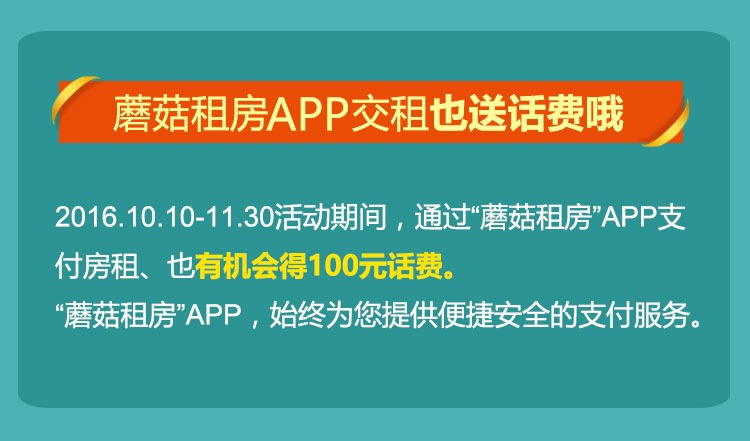 蘑菇租房APP交租也送话费哦
2016.10.10-11.30活动期间，通过“蘑菇租房”APP支
付房租、也有机会得100元话费。
“蘑菇租房”APP，始终为您提供便捷安全的支付服务。